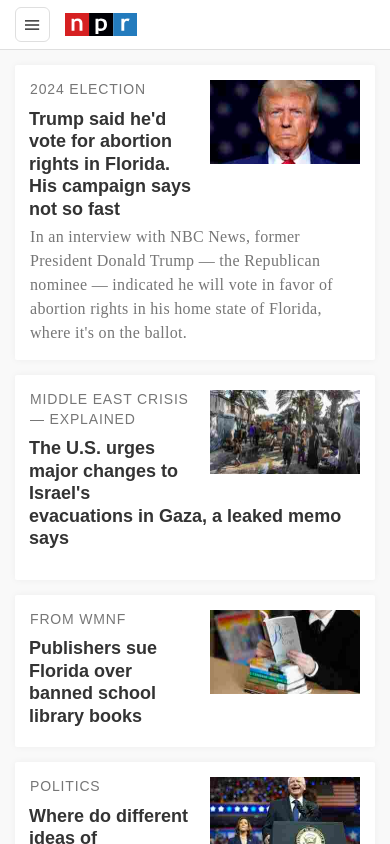 npr
2024 ELECTION
Trump said he'd
vote for abortion
rights in Florida.
His campaign says
not so fast
In an interview with NBC News, former
President Donald Trump — the Republican
nominee — indicated he will vote in favor of
abortion rights in his home state of Florida,
where it's on the ballot.
MIDDLE EAST CRISIS
— EXPLAINED
The U.S. urges
major changes to
Israel's
evacuations in Gaza, a leaked memo
says
FROM WMNF
Publishers sue
Florida over
banned school
library books
POLITICS
Where do different
ideas of